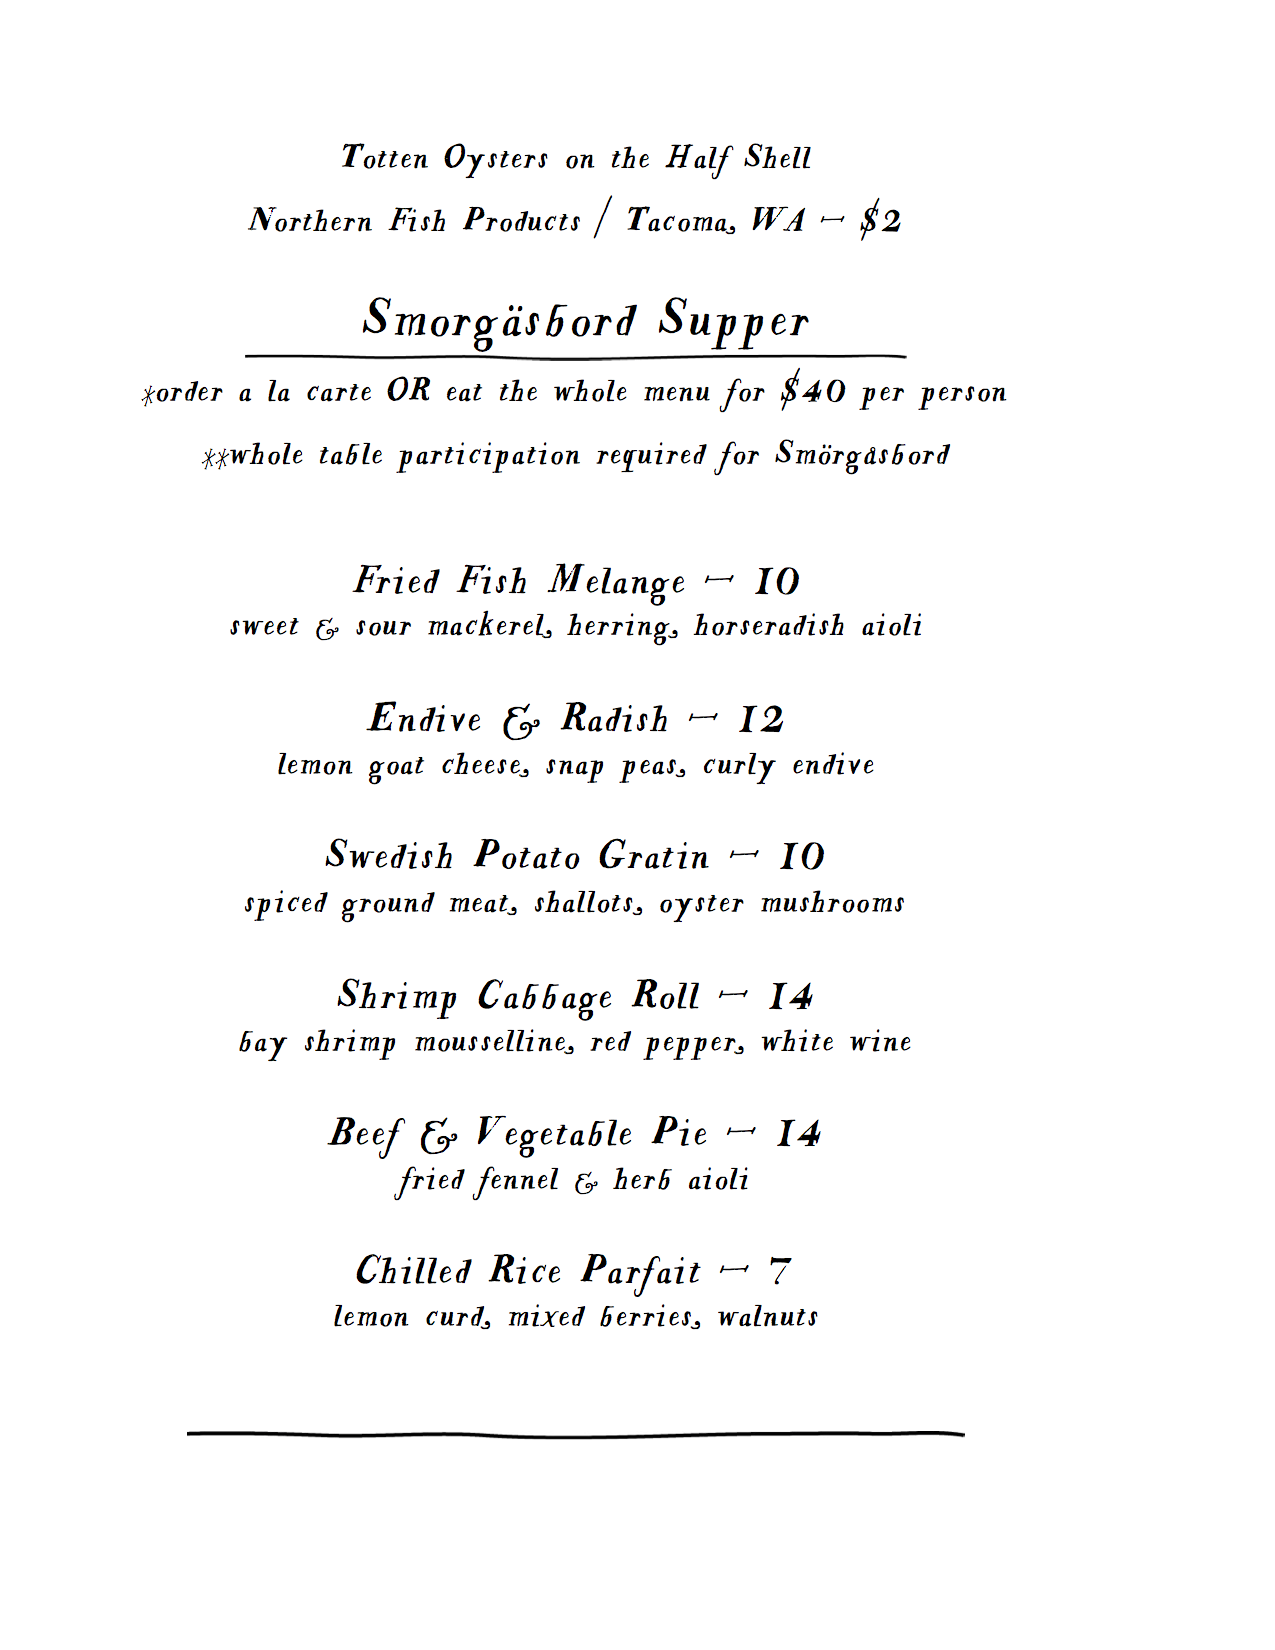 Totten Oysters on the Half Shell
Northern Fish Products / Tacoma, WA – $2
Smorgäsbord Supper
*order a la carte OR eat the whole menu for $40 per person
**whole table participation required for Smörgåsbord
Fried Fish Melange – 10
sweet & sour mackerel, herring, horseradish aioli
Endive & Radish – 12
lemon goat cheese, snap peas, curly endive
Swedish Potato Gratin – 10
spiced ground meat, shallots, oyster mushrooms
Shrimp Cabbage Roll – 14
bay shrimp mousselline, red pepper, white wine
Beef & Vegetable Pie – 14
fried fennel & herb aioli
Chilled Rice Parfait – 7
lemon curd, mixed berries, walnuts